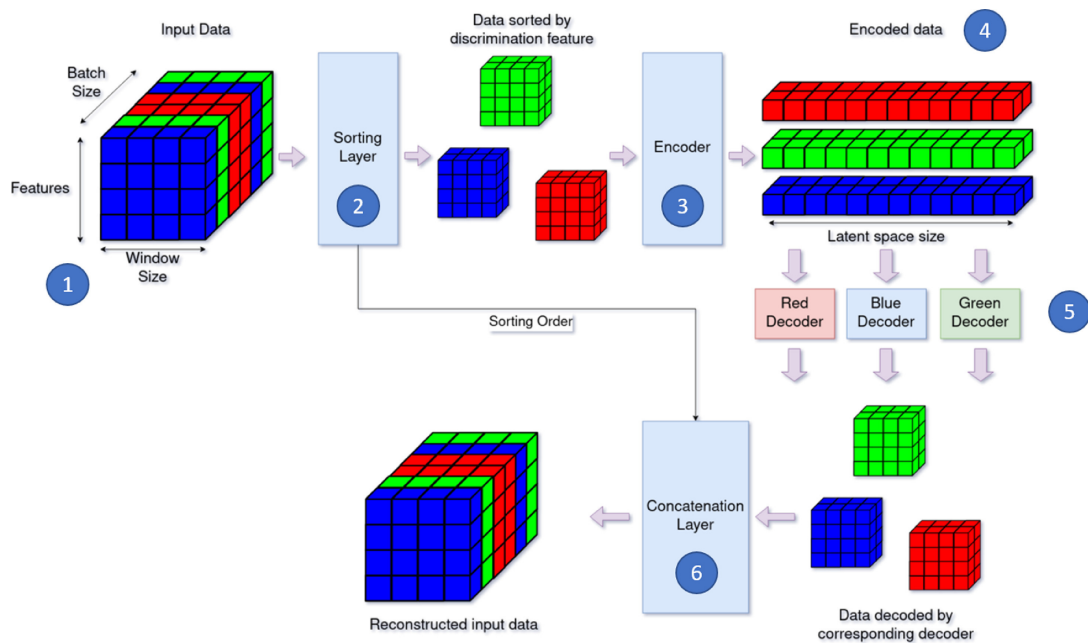 Input Data
Data sorted by
discrimination feature
Encoded data
4
Batch
Size
Features
Window
Size
1
Sorting
Layer
2
Encoder
3
Latent space size
Red
Decoder
Blue
Decoder
Green
Decoder
5
Sorting Order
Concatenation
Layer
6
Reconstructed input data
Data decoded by
corresponding decoder